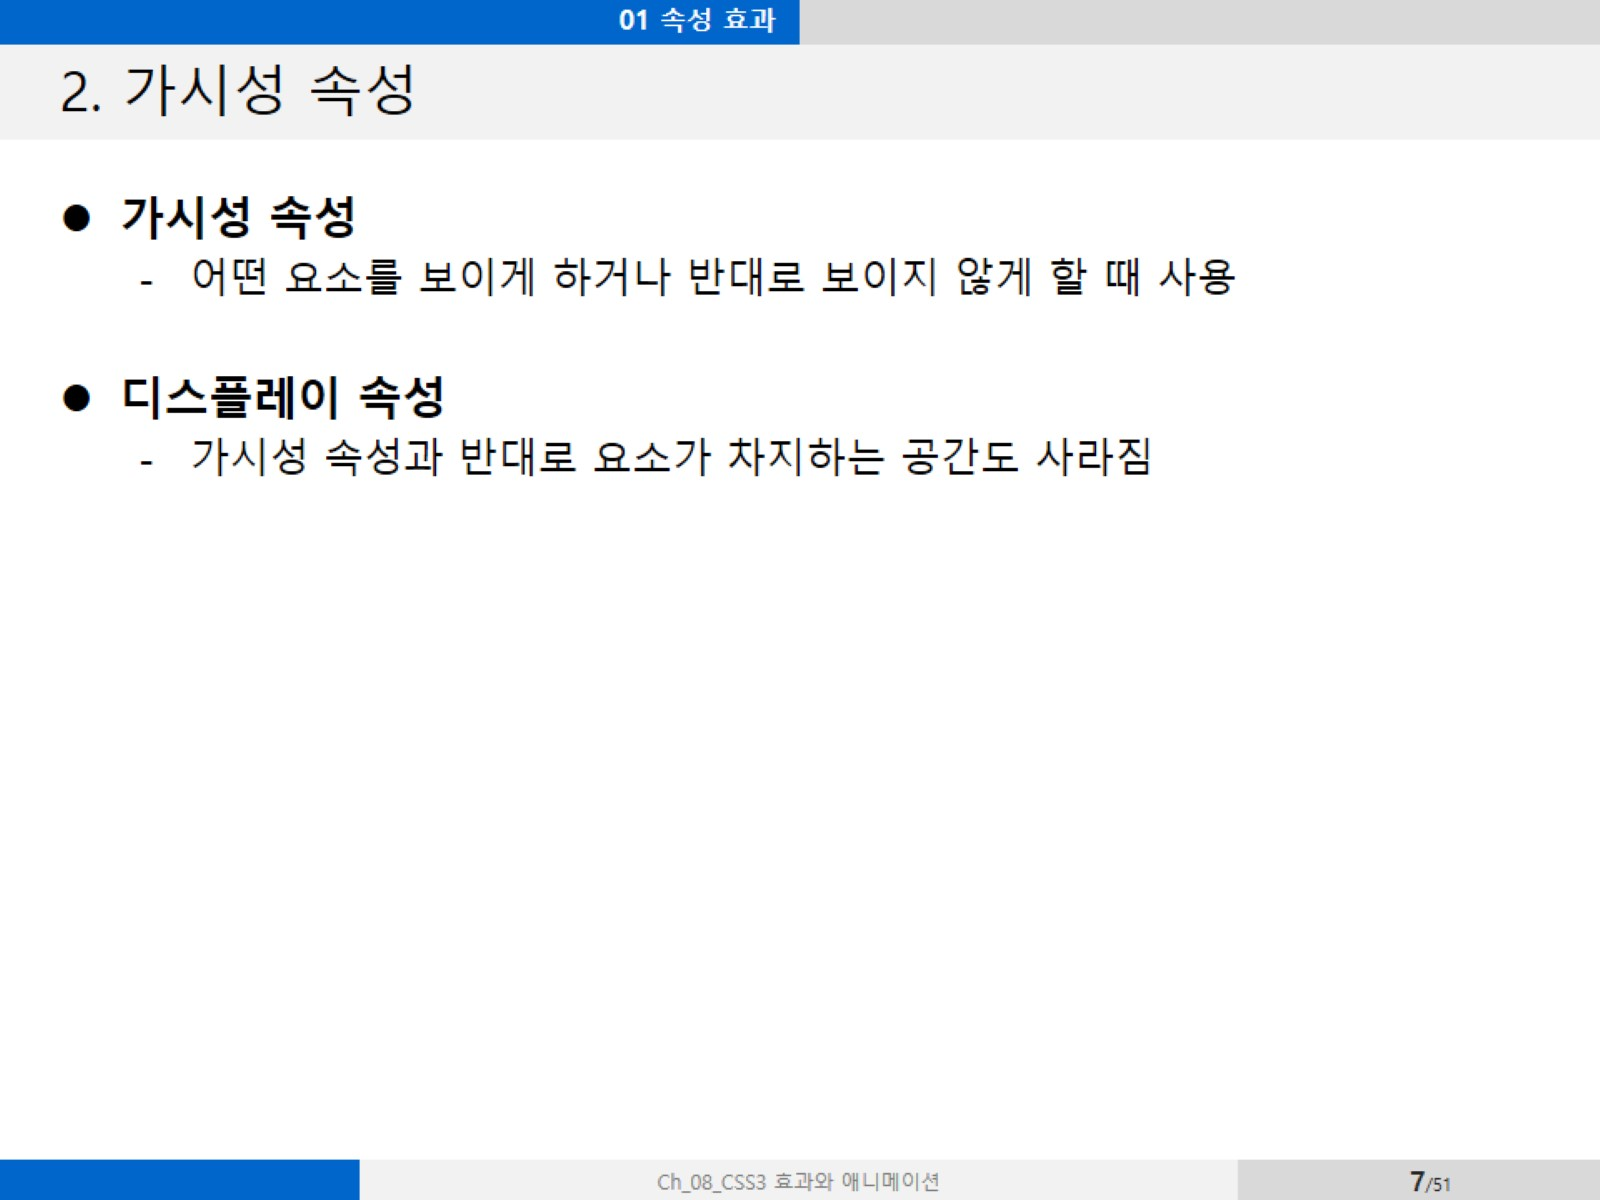 01 속성 효과
2. 가시성 속성
● 가시성 속성
- 어떤 요소를 보이게 하거나 반대로 보이지 않게 할 때 사용
● 디스플레이 속성
- 가시성 속성과 반대로 요소가 차지하는 공간도 사라짐
Ch_08_CSS3 효과와 애니메이션
7/51